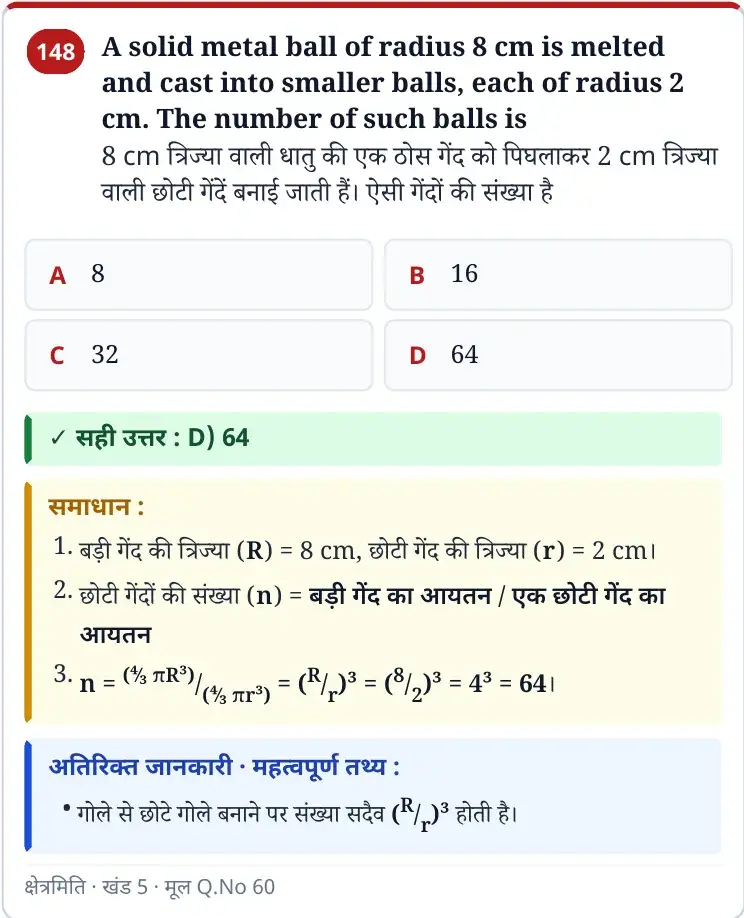 148 A solid metal ball of radius 8 cm is melted
and cast into smaller balls, each of radius 2
cm. The number of such balls is
8 cm त्रिज्या वाली धातु की एक ठोस गेंद को पिघलाकर 2 cm त्रिज्या
वाली छोटी गेंदें बनाई जाती हैं। ऐसी गेंदों की संख्या है
A 8
B 16
C 32
D 64
✓ सही उत्तर : D) 64
समाधान :
1. बड़ी गेंद की त्रिज्या (R) = 8 cm, छोटी गेंद की त्रिज्या (r) = 2 cm।
2. छोटी गेंदों की संख्या (n) = बड़ी गेंद का आयतन / एक छोटी गेंद का
आयतन
3. n = (⁴⁄₃ πR³)/(⁴⁄₃ πr³) = (R/r)³ = (8/2)³ = 4³ = 64।
अतिरिक्त जानकारी · महत्वपूर्ण तथ्य :
• गोले से छोटे गोले बनाने पर संख्या सदैव (R/r)³ होती है।
क्षेत्रमिति · खंड 5 · मूल Q.No 60